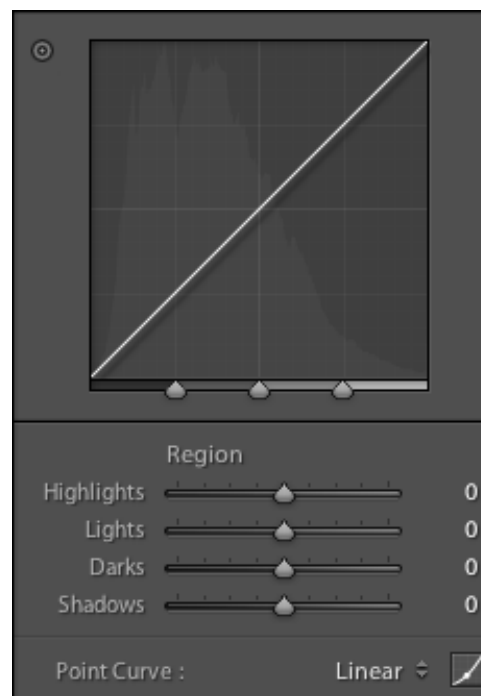 Region
Highlights 0
Lights 0
Darks 0
Shadows 0
Point Curve : Linear